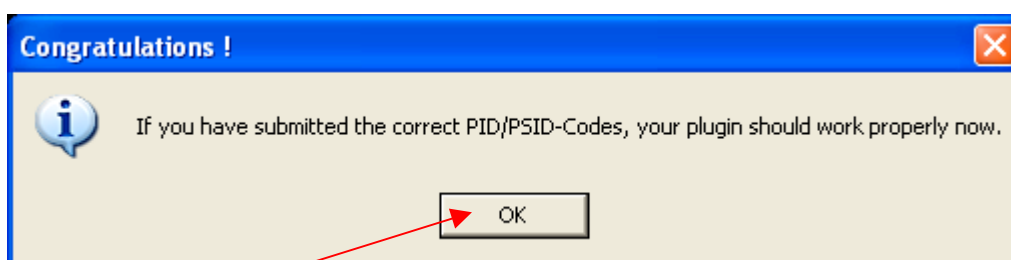 Congratulations !
If you have submitted the correct PID/PSID-Codes, your plugin should work properly now.
OK